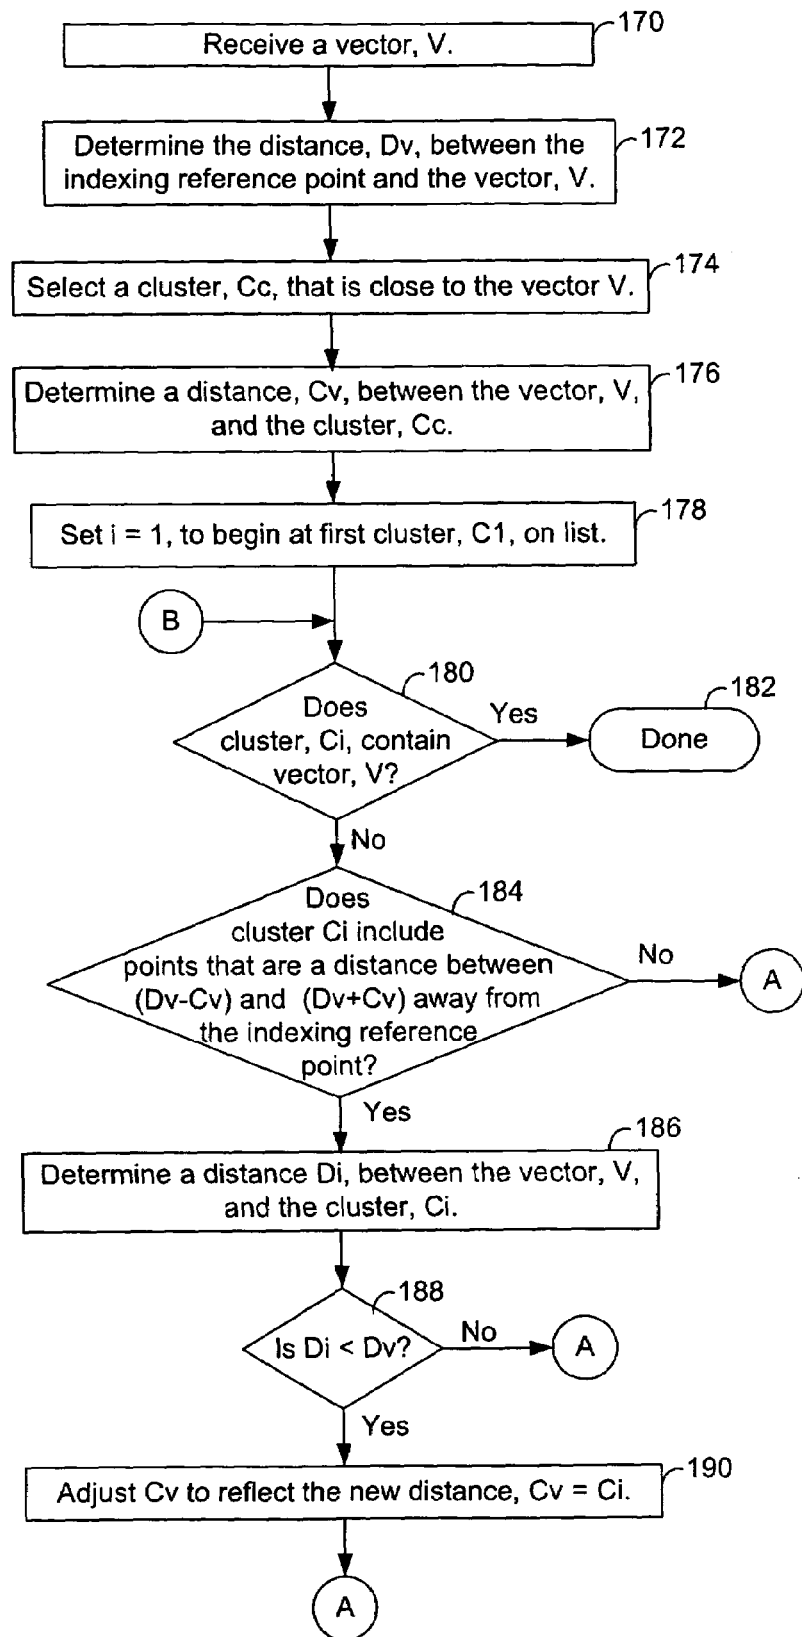 170
Receive a vector, V.
172
Determine the distance, Dv, between the
indexing reference point and the vector, V.
174
Select a cluster, Cc, that is close to the vector V.
176
Determine a distance, Cv, between the vector, V,
and the cluster, Cc.
178
Set i = 1, to begin at first cluster, C1, on list.
B
180
Does
cluster, Ci, contain
vector, V?
Yes
182
Done
No
184
Does
cluster Ci include
points that are a distance between
(Dv-Cv) and (Dv+Cv) away from
the indexing reference
point?
No
A
Yes
186
Determine a distance Di, between the vector, V,
and the cluster, Ci.
188
Is Di < Dv?
No
A
Yes
190
Adjust Cv to reflect the new distance, Cv = Ci.
A